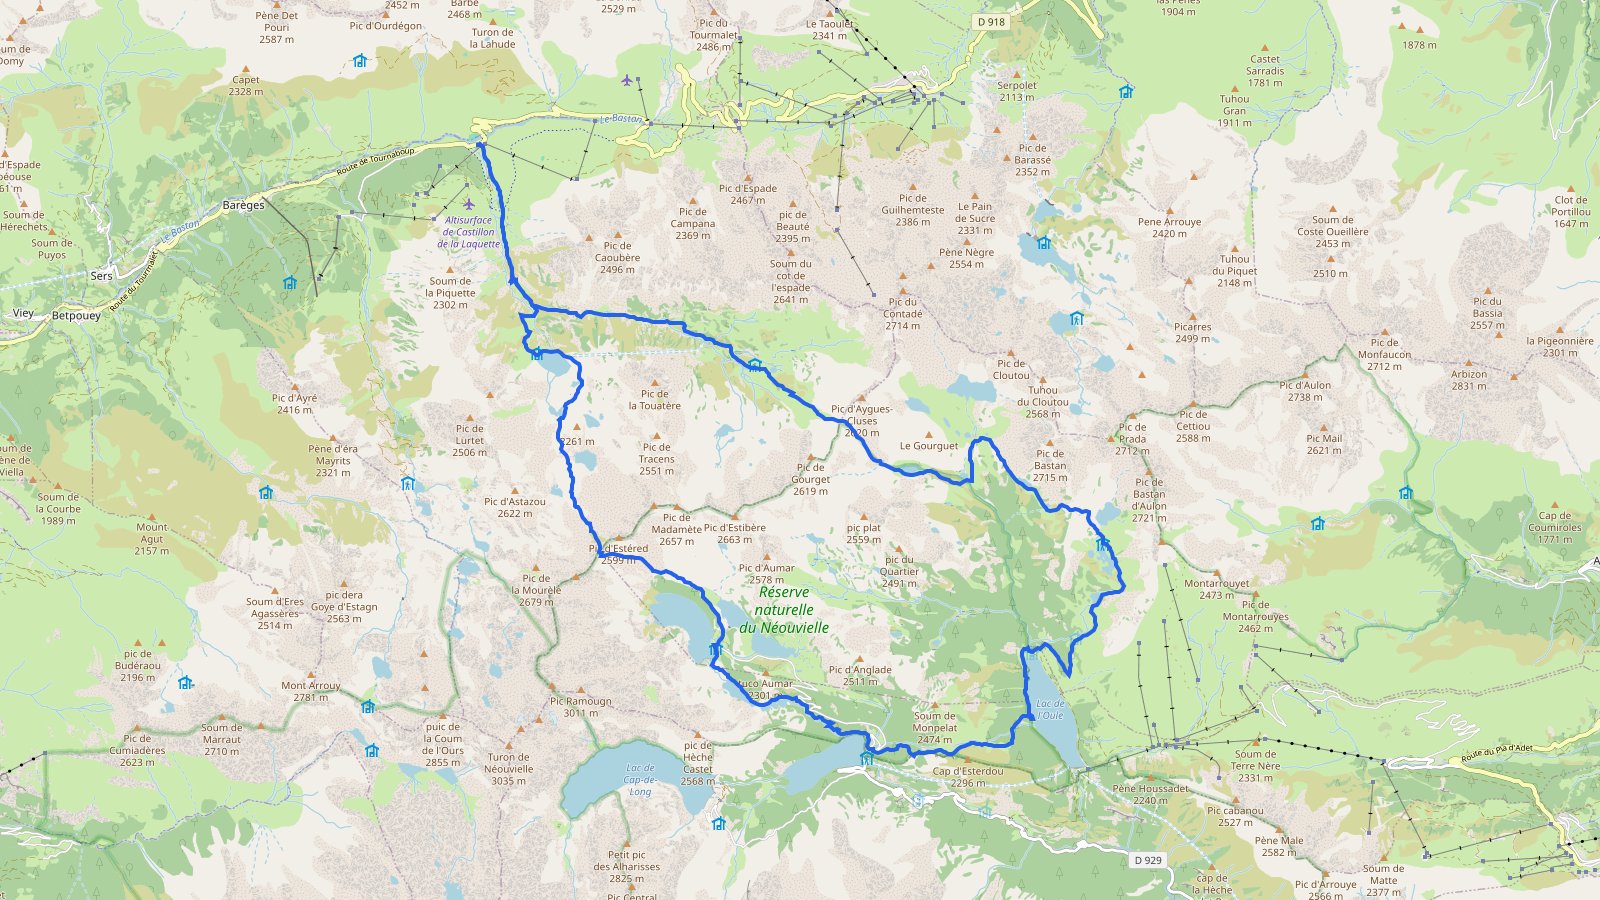 2452 m
Pène Det
Pouri
2587 m
Pic d'Ourdégon
Barbe
2468 m
Turon de
la Lahude
2529 m
Pic du
Tourmalet
2486 m
Le Taoulet
2341 m
D 918
1904 m
1878 m
Soum de
Domy
Capet
2328 m
Castet
Sarradis
1781 m
Serpolet
2113 m
Tuhou
Gran
1911 m
Le Bastan
Route de Tournaboup
Pic de
Barassé
2352 m
d'Espade
Pic d'Espade
2467 m
Pic de
Guilhemteste
2386 m
Le Pain
de Sucre
2331 m
Clot de
Portillou
1647 m
Barèges
Soum de
Hérechets
Le Bastan
Altisurface
de Castillon
de la Laquette
Pic de
Campana
2369 m
pic de
Beauté
2395 m
Pene Arrouye
2420 m
Soum de
Coste Oueillère
2453 m
Soum de
Puyos
Pic de
Caoubère
2496 m
Pène Nègre
2554 m
Sers
Route du Tourmalet
Soum de
la Piquette
2302 m
Soum du
cot de
l'espade
2641 m
Tuhou
du Piquet
2148 m
2510 m
Viey
Betpouey
Pic du
Contadé
2714 m
Picarres
2499 m
Pic du
Bassia
2557 m
la Pigeonnière
2301 m
Pic de
Monfaucon
2712 m
Pic de
Cloutou
Pic d'Aulon
2738 m
Arbizon
2831 m
Pic d'Ayré
2416 m
Pic de
la Touatère
Tuhou
du Cloutou
2568 m
Pic d'Aygues-
Cluses
2620 m
Pic de
Cettiou
2588 m
Pic de
Lurtet
2506 m
2261 m
Le Gourguet
Pic de
Prada
2712 m
Pic Mail
2621 m
Pène d'éra
Mayrits
2321 m
Pic de
Tracens
2551 m
Pic de
Bastan
2715 m
Pic de
Gourget
2619 m
Soum de
la Courbe
1989 m
Pic d'Astazou
2622 m
Pic de
Bastan
d'Aulon
2721 m
Mount
Agut
2157 m
Pic de
Madamète
2657 m
Pic d'Estibère
2663 m
pic plat
2559 m
Cap de
Coumiroles
1771 m
Pic d'Estéred
2599 m
Pic d'Aumar
2578 m
pic du
Quartier
2491 m
Pic de
la Mourèle
2679 m
Montarrouyet
2473 m
Soum d'Eres
Agasseres
2514 m
pic dera
Goye d'Estagn
2563 m
Réserve
naturelle
du Néouvielle
Pic de
Montarrouyes
2462 m
pic de
Budéraou
2196 m
Mont Arrouy
2781 m
Pic d'Anglade
2511 m
Tuco Aumar
2301 m
Pic Ramougn
3011 m
Lac de
l'Oule
Soum de
Monpelat
2474 m
Pic de
Cumiadères
2623 m
Soum de
Marraut
2710 m
puic de
la Coum
de l'Ours
2855 m
pic de
Hèche
Castet
2568 m
Turon de
Néouvielle
3035 m
Lac de
Cap-de-
Long
Cap d'Esterdou
2296 m
Soum de
Terre Nère
2331 m
Route du Pla d'Adet
Pène Houssadet
2240 m
Pic cabanou
2527 m
Pène Male
2582 m
D 929
Petit pic
des Alharisses
2825 m
Pic Central
cap de
la Hèche
Pic d'Arrouye
2566 m
Soum de
Matte
2377 m